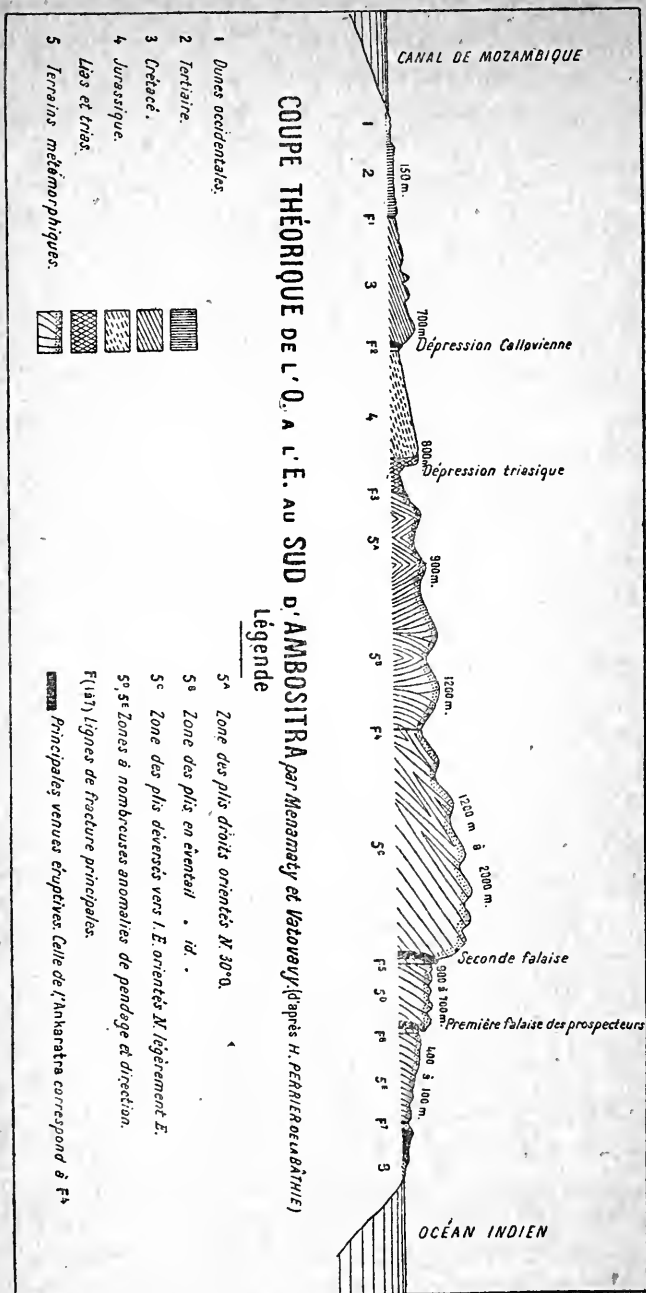 CANAL DE MOZAMBIQUE
OCÉAN INDIEN
Dépression Callovienne
Dépression triasique
Seconde falaise
Première falaise des prospecteurs
150 m.
700m
800m
900m.
1200m.
1200 m à 2000 m.
900 à 700m
400 à 100 m.
1 2 F¹ 3 F² 4 F³ 5ᴬ 5ᴮ F⁴ 5ᶜ F⁵ 5ᴰ F⁶ 5ᴱ F⁷ 3
COUPE THÉORIQUE DE L'O. A L'E. AU SUD D'AMBOSITRA par Menamaty et Vatovavy. (d'après H. PERRIER DE LA BÂTHIE)
Légende
1 Dunes occidentales.
2 Tertiaire.
3 Crétacé.
4 Jurassique.
Lias et trias.
5 Terrains métamorphiques.
5ᴬ Zone des plis droits orientés N 30°O.
5ᴮ Zone des plis en éventail . id .
5ᶜ Zone des plis déversés vers l.E. orientés N légèrement E.
5ᴰ, 5ᴱ Zones à nombreuses anomalies de pendage et direction.
F(1à7) Lignes de fracture principales.
Principales venues éruptives. Celle de l'Ankaratra correspond à F⁴